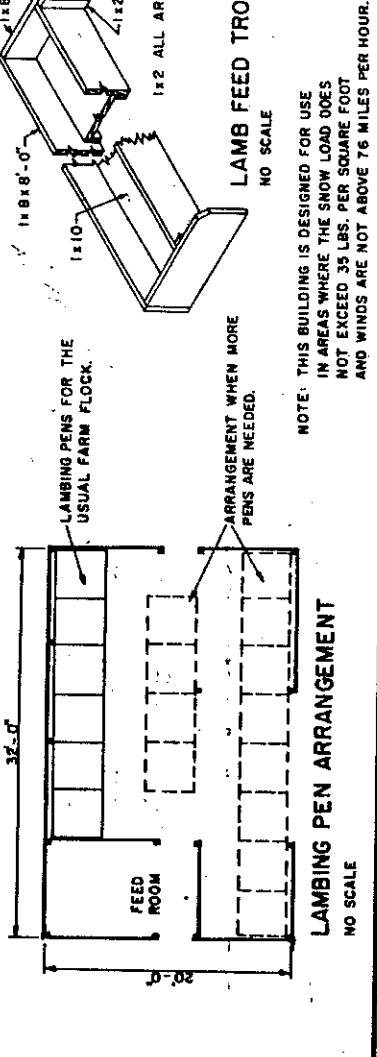 32'-0"
20'-0"
FEED
ROOM
LAMBING PENS FOR THE
USUAL FARM FLOCK.
ARRANGEMENT WHEN MORE
PENS ARE NEEDED.
LAMBING PEN ARRANGEMENT
NO SCALE
1x8x8'-0"
1x10
1x2 ALL AR
LAMB FEED TRO
NO SCALE
NOTE: THIS BUILDING IS DESIGNED FOR USE
IN AREAS WHERE THE SNOW LOAD DOES
NOT EXCEED 35 LBS. PER SQUARE FOOT
AND WINDS ARE NOT ABOVE 76 MILES PER HOUR.